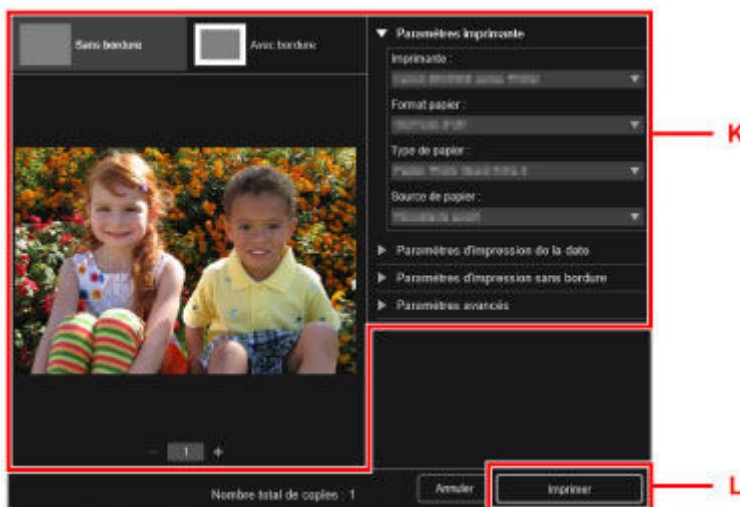 Sans bordure
Avec bordure
Paramètres Imprimante
Imprimante :
Format papier :
Type de papier :
Source de papier :
Paramètres d'impression de la date
Paramètres d'impression sans bordure
Paramètres avancés
K
1
Nombre total de copies : 1
Annuler
Imprimer
L